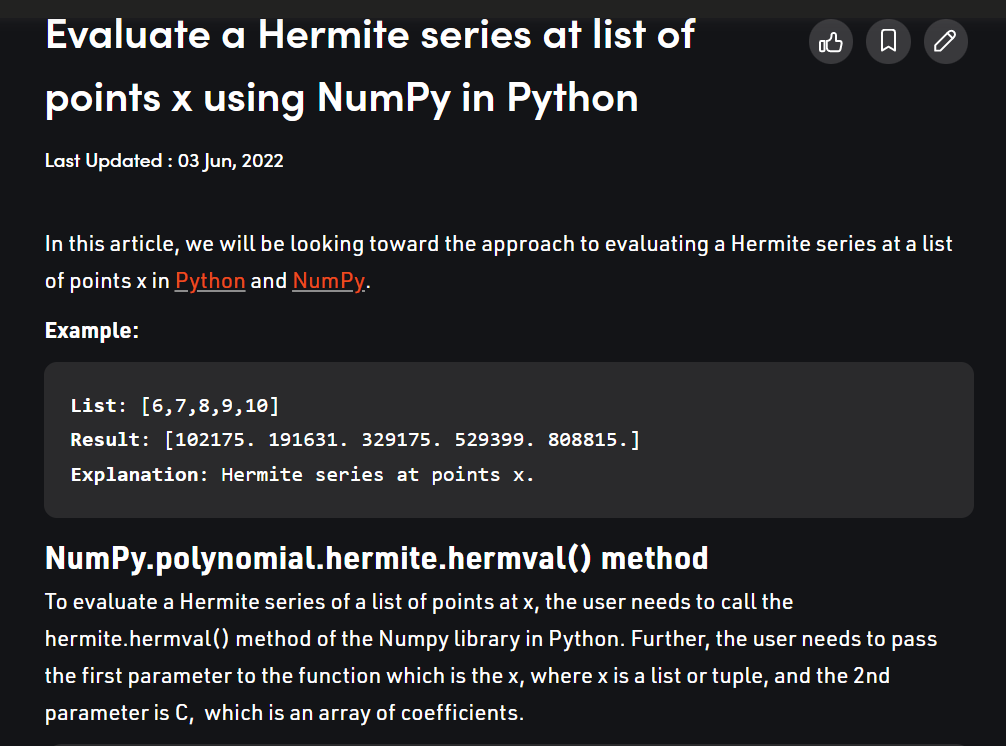 Evaluate a Hermite series at list of
points x using NumPy in Python
Last Updated : 03 Jun, 2022
In this article, we will be looking toward the approach to evaluating a Hermite series at a list
of points x in Python and NumPy.
Example:
List: [6,7,8,9,10]
Result: [102175. 191631. 329175. 529399. 808815.]
Explanation: Hermite series at points x.
NumPy.polynomial.hermite.hermval() method
To evaluate a Hermite series of a list of points at x, the user needs to call the
hermite.hermval() method of the Numpy library in Python. Further, the user needs to pass
the first parameter to the function which is the x, where x is a list or tuple, and the 2nd
parameter is C,  which is an array of coefficients.